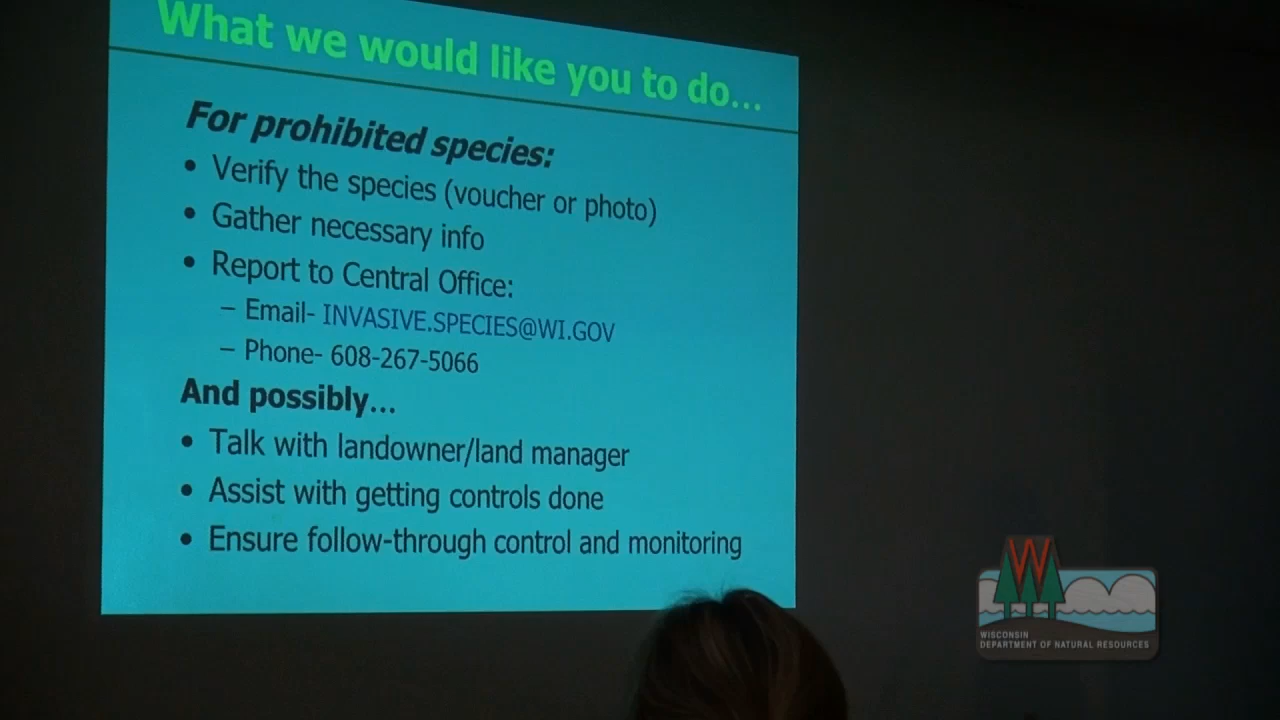 What we would like you to do...
For prohibited species:
• Verify the species (voucher or photo)
• Gather necessary info
• Report to Central Office:
– Email- INVASIVE.SPECIES@WI.GOV
– Phone- 608-267-5066
And possibly...
• Talk with landowner/land manager
• Assist with getting controls done
• Ensure follow-through control and monitoring
W
WISCONSIN
DEPARTMENT OF NATURAL RESOURCES